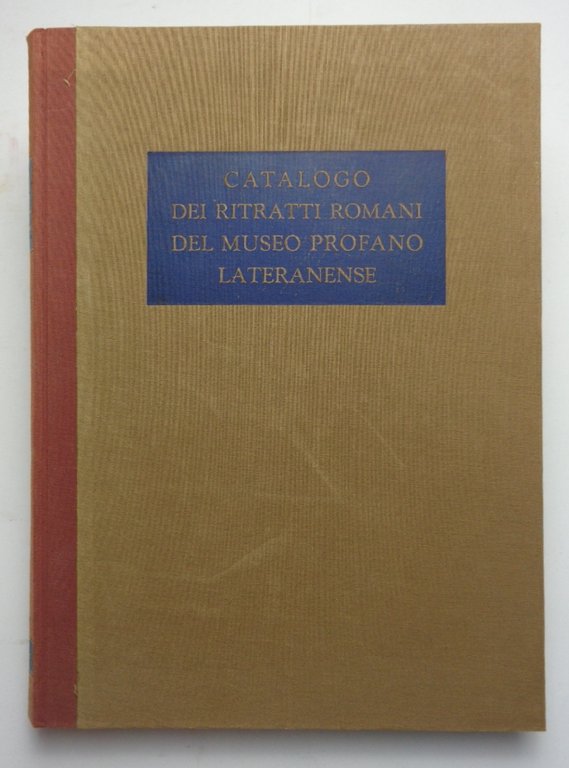 CATALOGO
DEI RITRATTI ROMANI
DEL MUSEO PROFANO
LATERANENSE